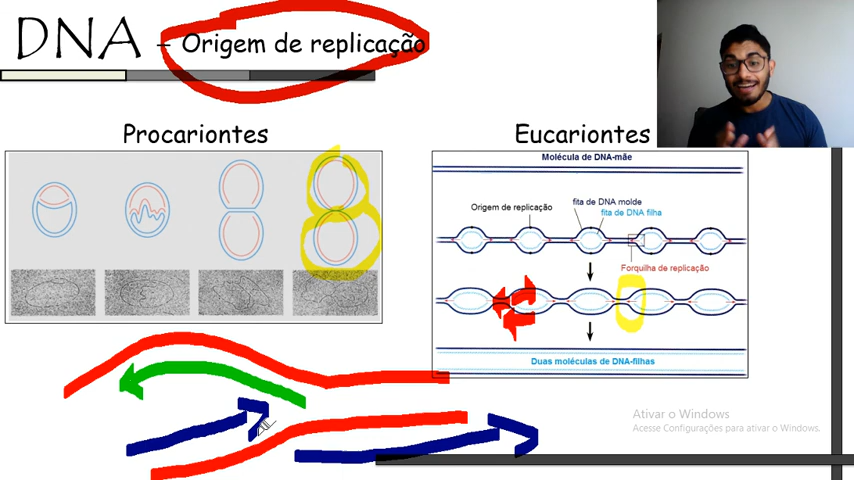 DNA – Origem de replicação
Procariontes
Eucariontes
Molécula de DNA-mãe
Origem de replicação
fita de DNA molde
fita de DNA filha
Forquilha de replicação
Duas moléculas de DNA-filhas
Ativar o Windows
Acesse Configurações para ativar o Windows.